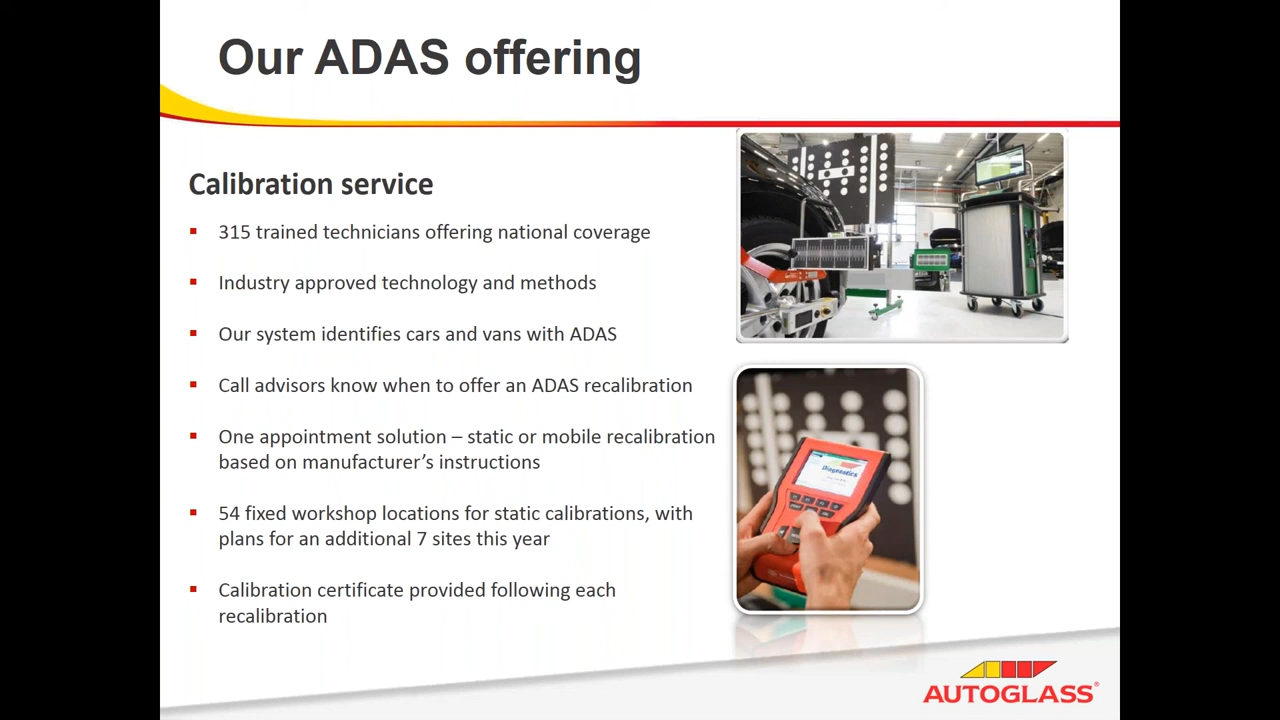 Our ADAS offering
Calibration service
315 trained technicians offering national coverage
Industry approved technology and methods
Our system identifies cars and vans with ADAS
Call advisors know when to offer an ADAS recalibration
One appointment solution – static or mobile recalibration
based on manufacturer’s instructions
54 fixed workshop locations for static calibrations, with
plans for an additional 7 sites this year
Calibration certificate provided following each
recalibration
Diagnostics
AUTOGLASS®